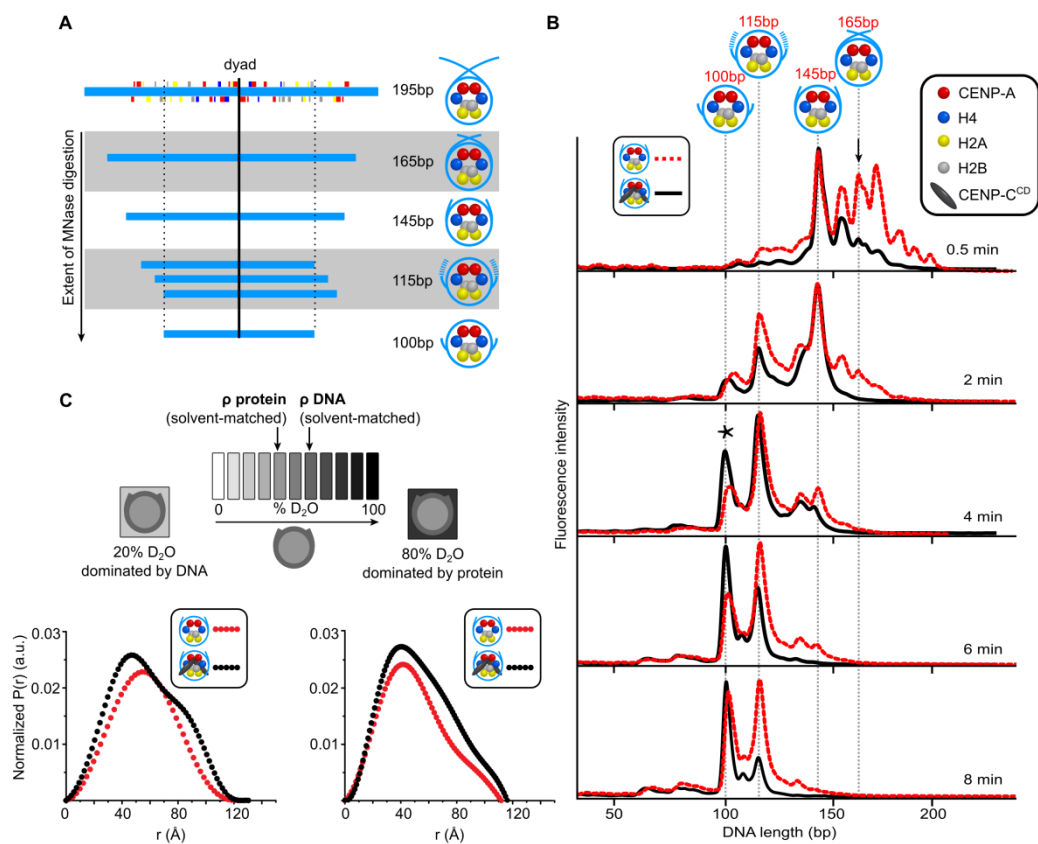 A
dyad
195bp
165bp
145bp
115bp
100bp
Extent of MNase digestion
B
115bp
165bp
100bp
145bp
CENP-A
H4
H2A
H2B
CENP-C^CD
0.5 min
2 min
4 min
6 min
8 min
Fluorescence intensity
50
100
150
200
DNA length (bp)
C
ρ protein
(solvent-matched)
ρ DNA
(solvent-matched)
0
% D₂O
100
20% D₂O
dominated by DNA
80% D₂O
dominated by protein
Normalized P(r) (a.u.)
0.03
0.02
0.01
0
40
80
120
r (Å)
0.03
0.02
0.01
0
40
80
120
r (Å)